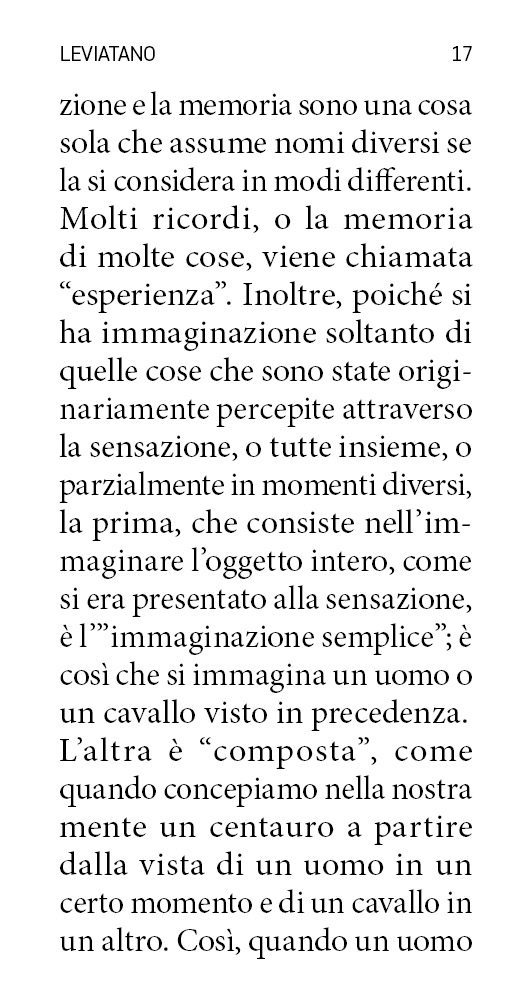 LEVIATANO 17
zione e la memoria sono una cosa
sola che assume nomi diversi se
la si considera in modi differenti.
Molti ricordi, o la memoria
di molte cose, viene chiamata
“esperienza”. Inoltre, poiché si
ha immaginazione soltanto di
quelle cose che sono state origi-
nariamente percepite attraverso
la sensazione, o tutte insieme, o
parzialmente in momenti diversi,
la prima, che consiste nell’im-
maginare l’oggetto intero, come
si era presentato alla sensazione,
è l’”immaginazione semplice”; è
così che si immagina un uomo o
un cavallo visto in precedenza.
L’altra è “composta”, come
quando concepiamo nella nostra
mente un centauro a partire
dalla vista di un uomo in un
certo momento e di un cavallo in
un altro. Così, quando un uomo